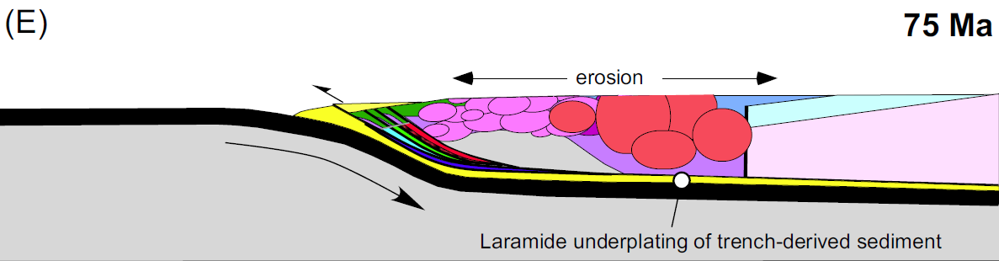 (E)
75 Ma
erosion
Laramide underplating of trench-derived sediment